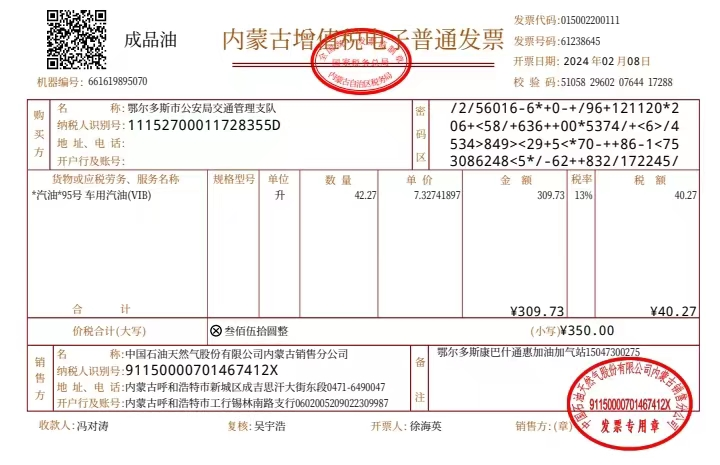 成品油
内蒙古增值税电子普通发票
全国统一发票监制章
国家税务总局
内蒙古自治区税务局
发票代码:015002200111
发票号码:61238645
开票日期: 2024 年 02 月 08 日
机器编号: 661619895070
校 验 码: 51058 29602 07644 17288
购买方
名 称: 鄂尔多斯市公安局交通管理支队
纳税人识别号: 11152700011728355D
地 址、电 话:
开户行及账号:
密码区
/2/56016-6*+0-+/96+121120*2
06+<58/+636++00*5374/+<6>/4
534>849><29+5<*70-++86-1<75
3086248<5*/-62++832/172245/
货物或应税劳务、服务名称 规格型号 单位 数 量 单 价 金 额 税率 税 额
*汽油*95号 车用汽油(VIB) 升 42.27 7.32741897 309.73 13% 40.27
合 计 ¥309.73 ¥40.27
价税合计(大写) ⊗ 叁佰伍拾圆整 (小写)¥350.00
销售方
名 称: 中国石油天然气股份有限公司内蒙古销售分公司
纳税人识别号: 91150000701467412X
地 址、电 话: 内蒙古呼和浩特市新城区成吉思汗大街东段0471-6490047
开户行及账号: 内蒙古呼和浩特市工行锡林南路支行0602005209022309987
备注
鄂尔多斯康巴什通惠加油加气站15047300275
中国石油天然气股份有限公司内蒙古销售分公司
91150000701467412X
发票专用章
收款人: 冯对涛 复核: 吴宇浩 开票人: 徐海英 销售方: (章)